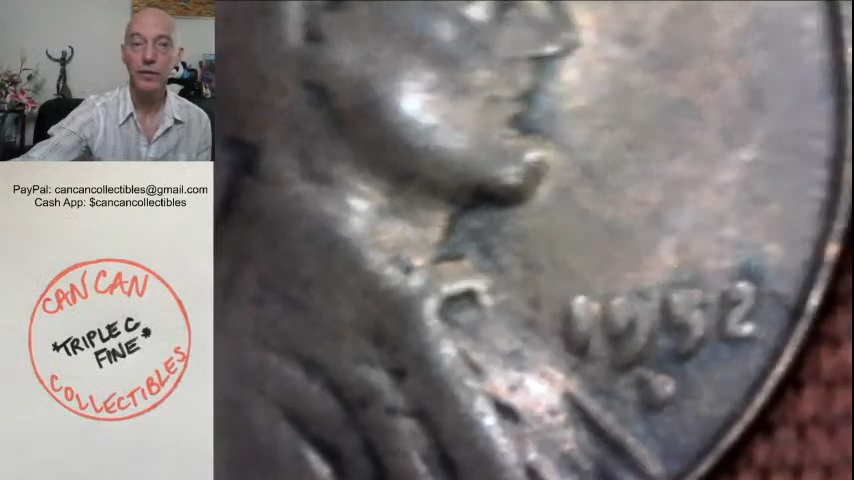 PayPal: cancancollectibles@gmail.com
Cash App: $cancancollectibles
CAN CAN
*TRIPLE C
FINE*
COLLECTIBLES
1952